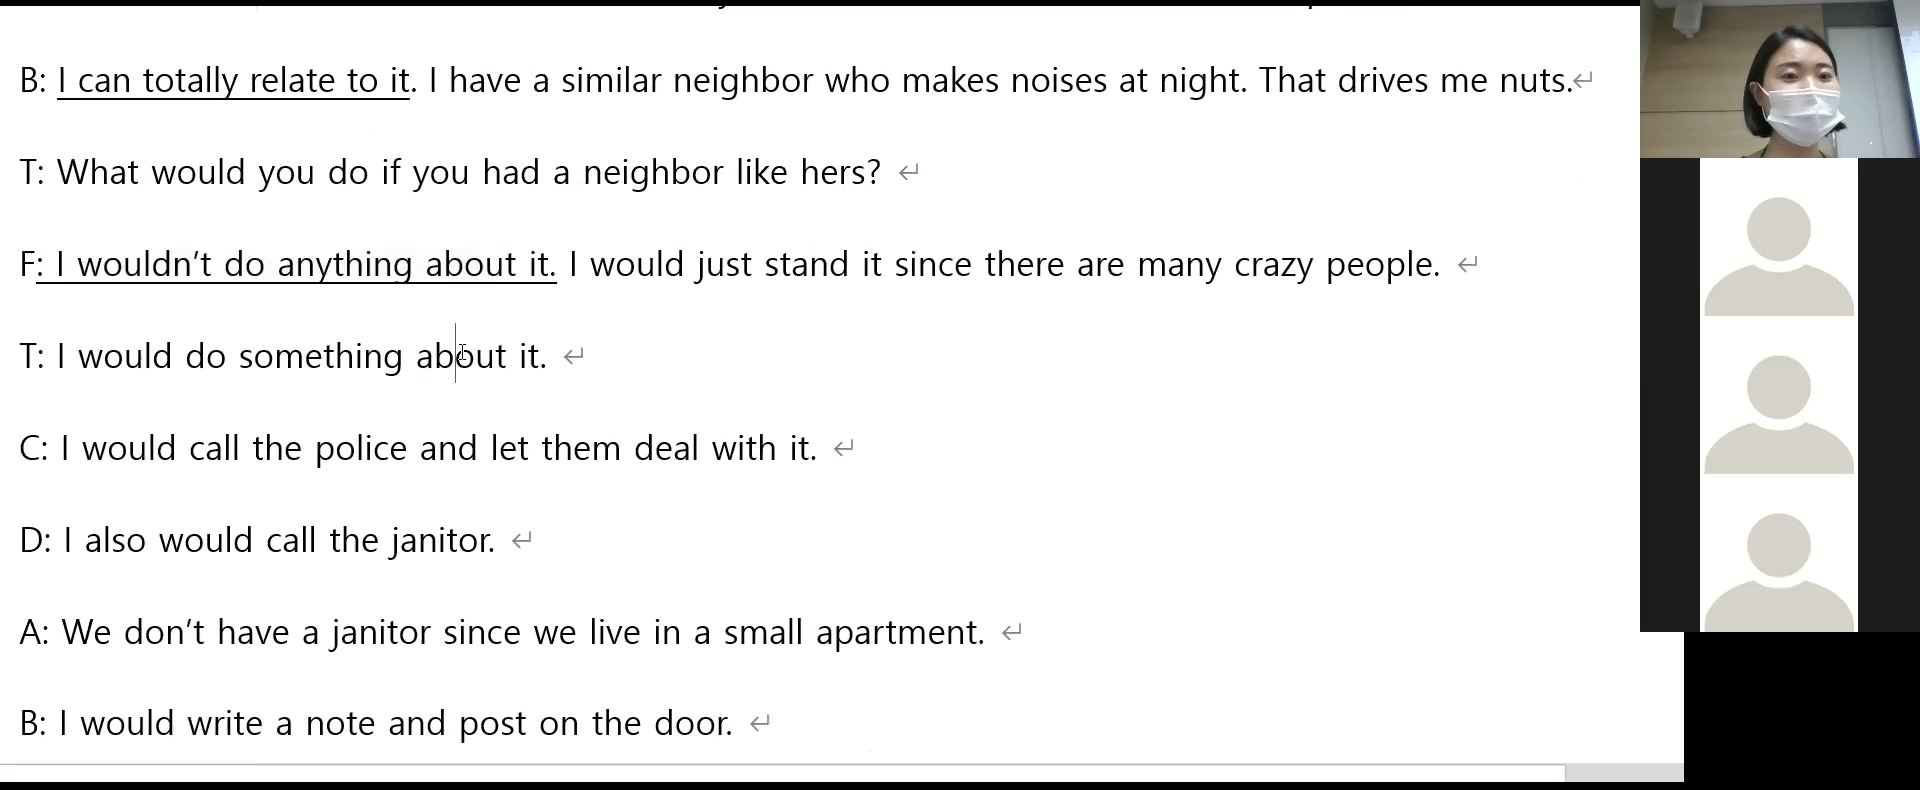 B: I can totally relate to it. I have a similar neighbor who makes noises at night. That drives me nuts.
T: What would you do if you had a neighbor like hers?
F: I wouldn’t do anything about it. I would just stand it since there are many crazy people.
T: I would do something about it.
C: I would call the police and let them deal with it.
D: I also would call the janitor.
A: We don’t have a janitor since we live in a small apartment.
B: I would write a note and post on the door.